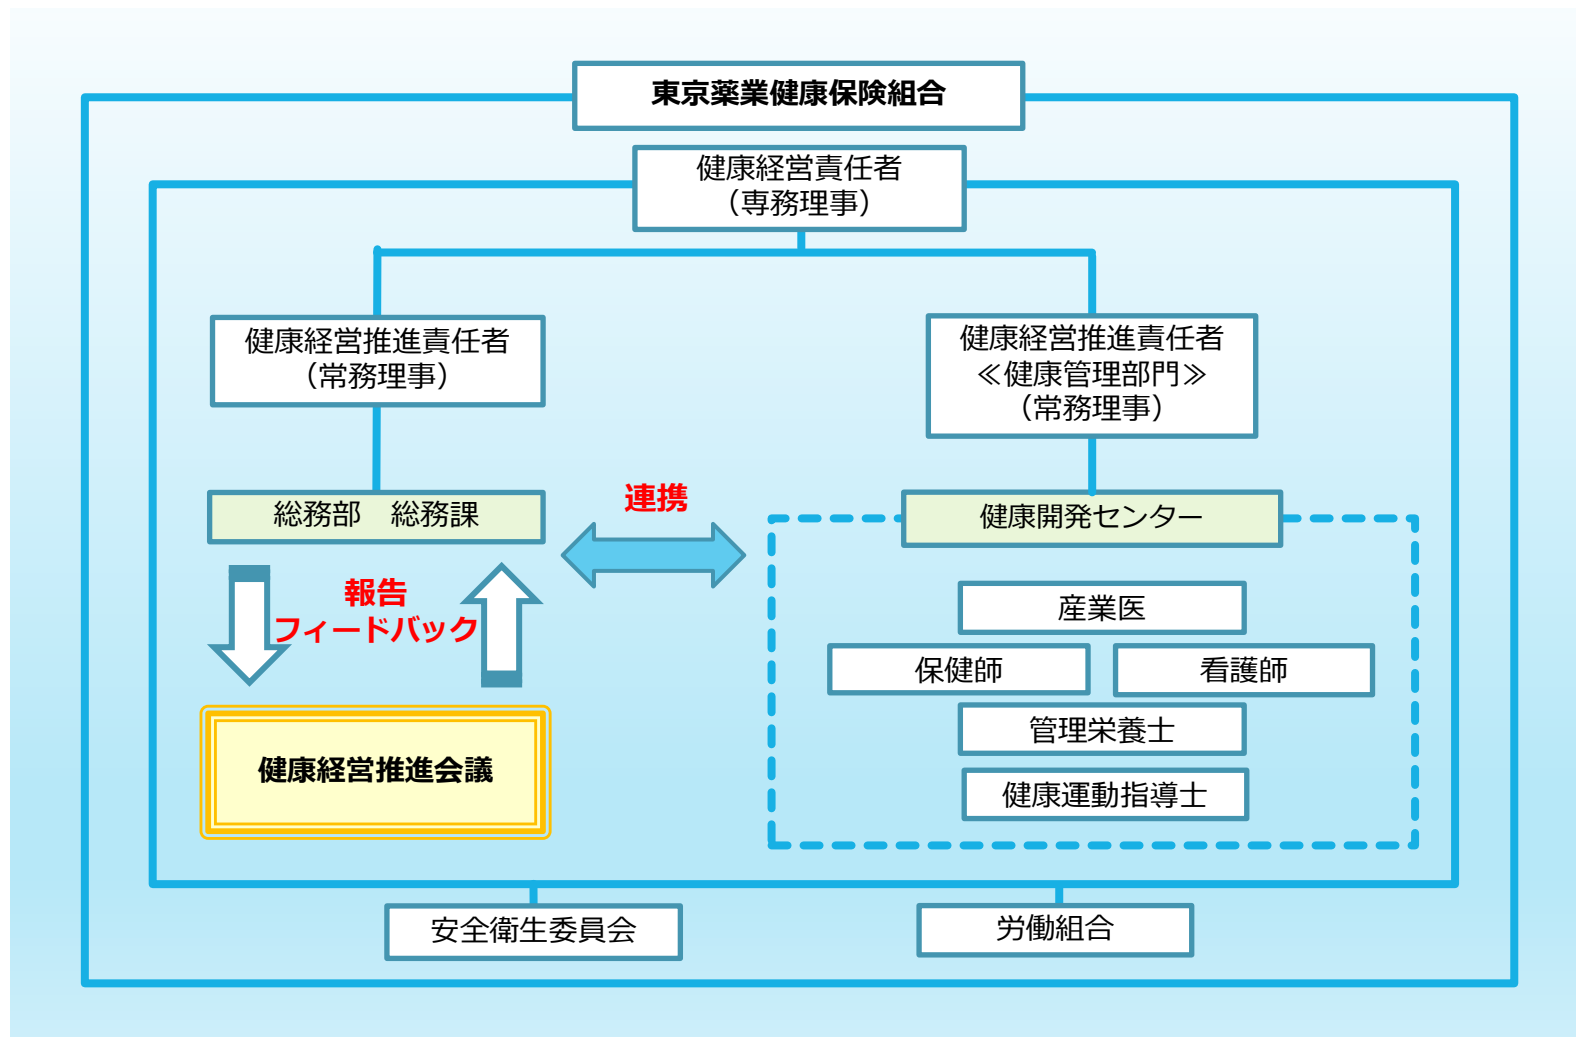 東京薬業健康保険組合
健康経営責任者
（専務理事）
健康経営推進責任者
（常務理事）
健康経営推進責任者
≪健康管理部門≫
（常務理事）
総務部　総務課
連携
健康開発センター
報告
フィードバック
産業医
保健師
看護師
管理栄養士
健康経営推進会議
健康運動指導士
安全衛生委員会
労働組合